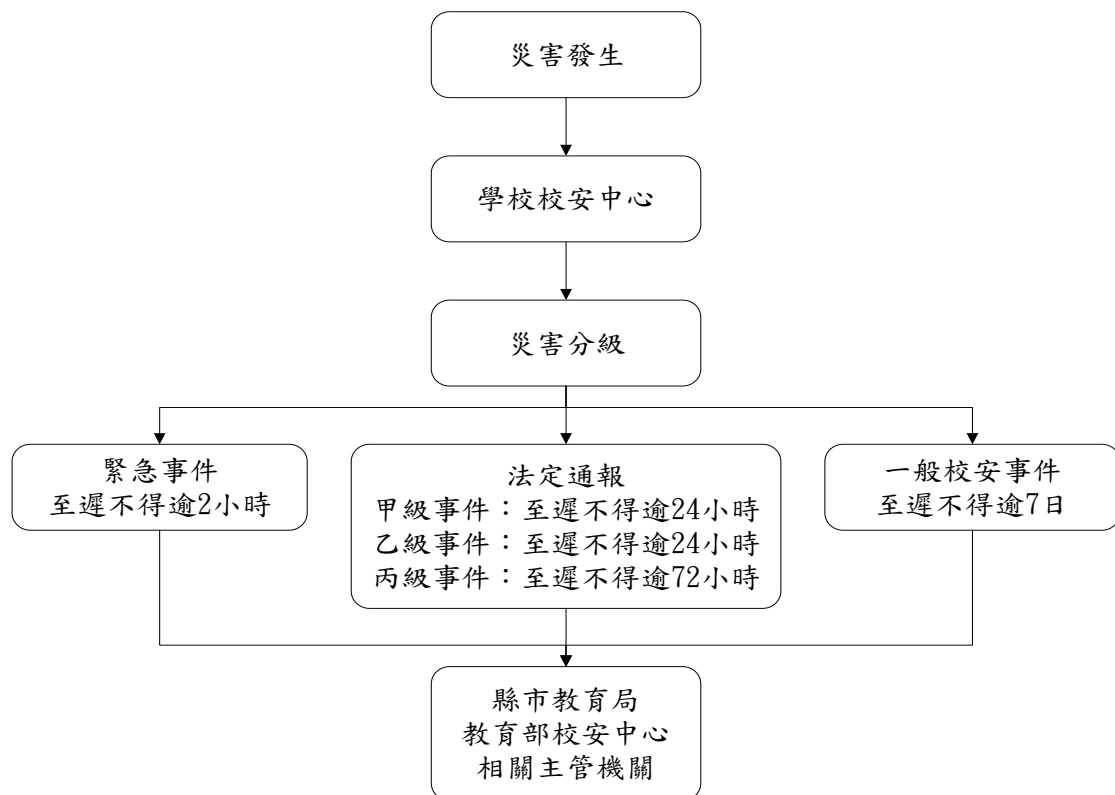 災害發生
學校校安中心
災害分級
緊急事件
至遲不得逾2小時
法定通報
甲級事件：至遲不得逾24小時
乙級事件：至遲不得逾24小時
丙級事件：至遲不得逾72小時
一般校安事件
至遲不得逾7日
縣市教育局
教育部校安中心
相關主管機關